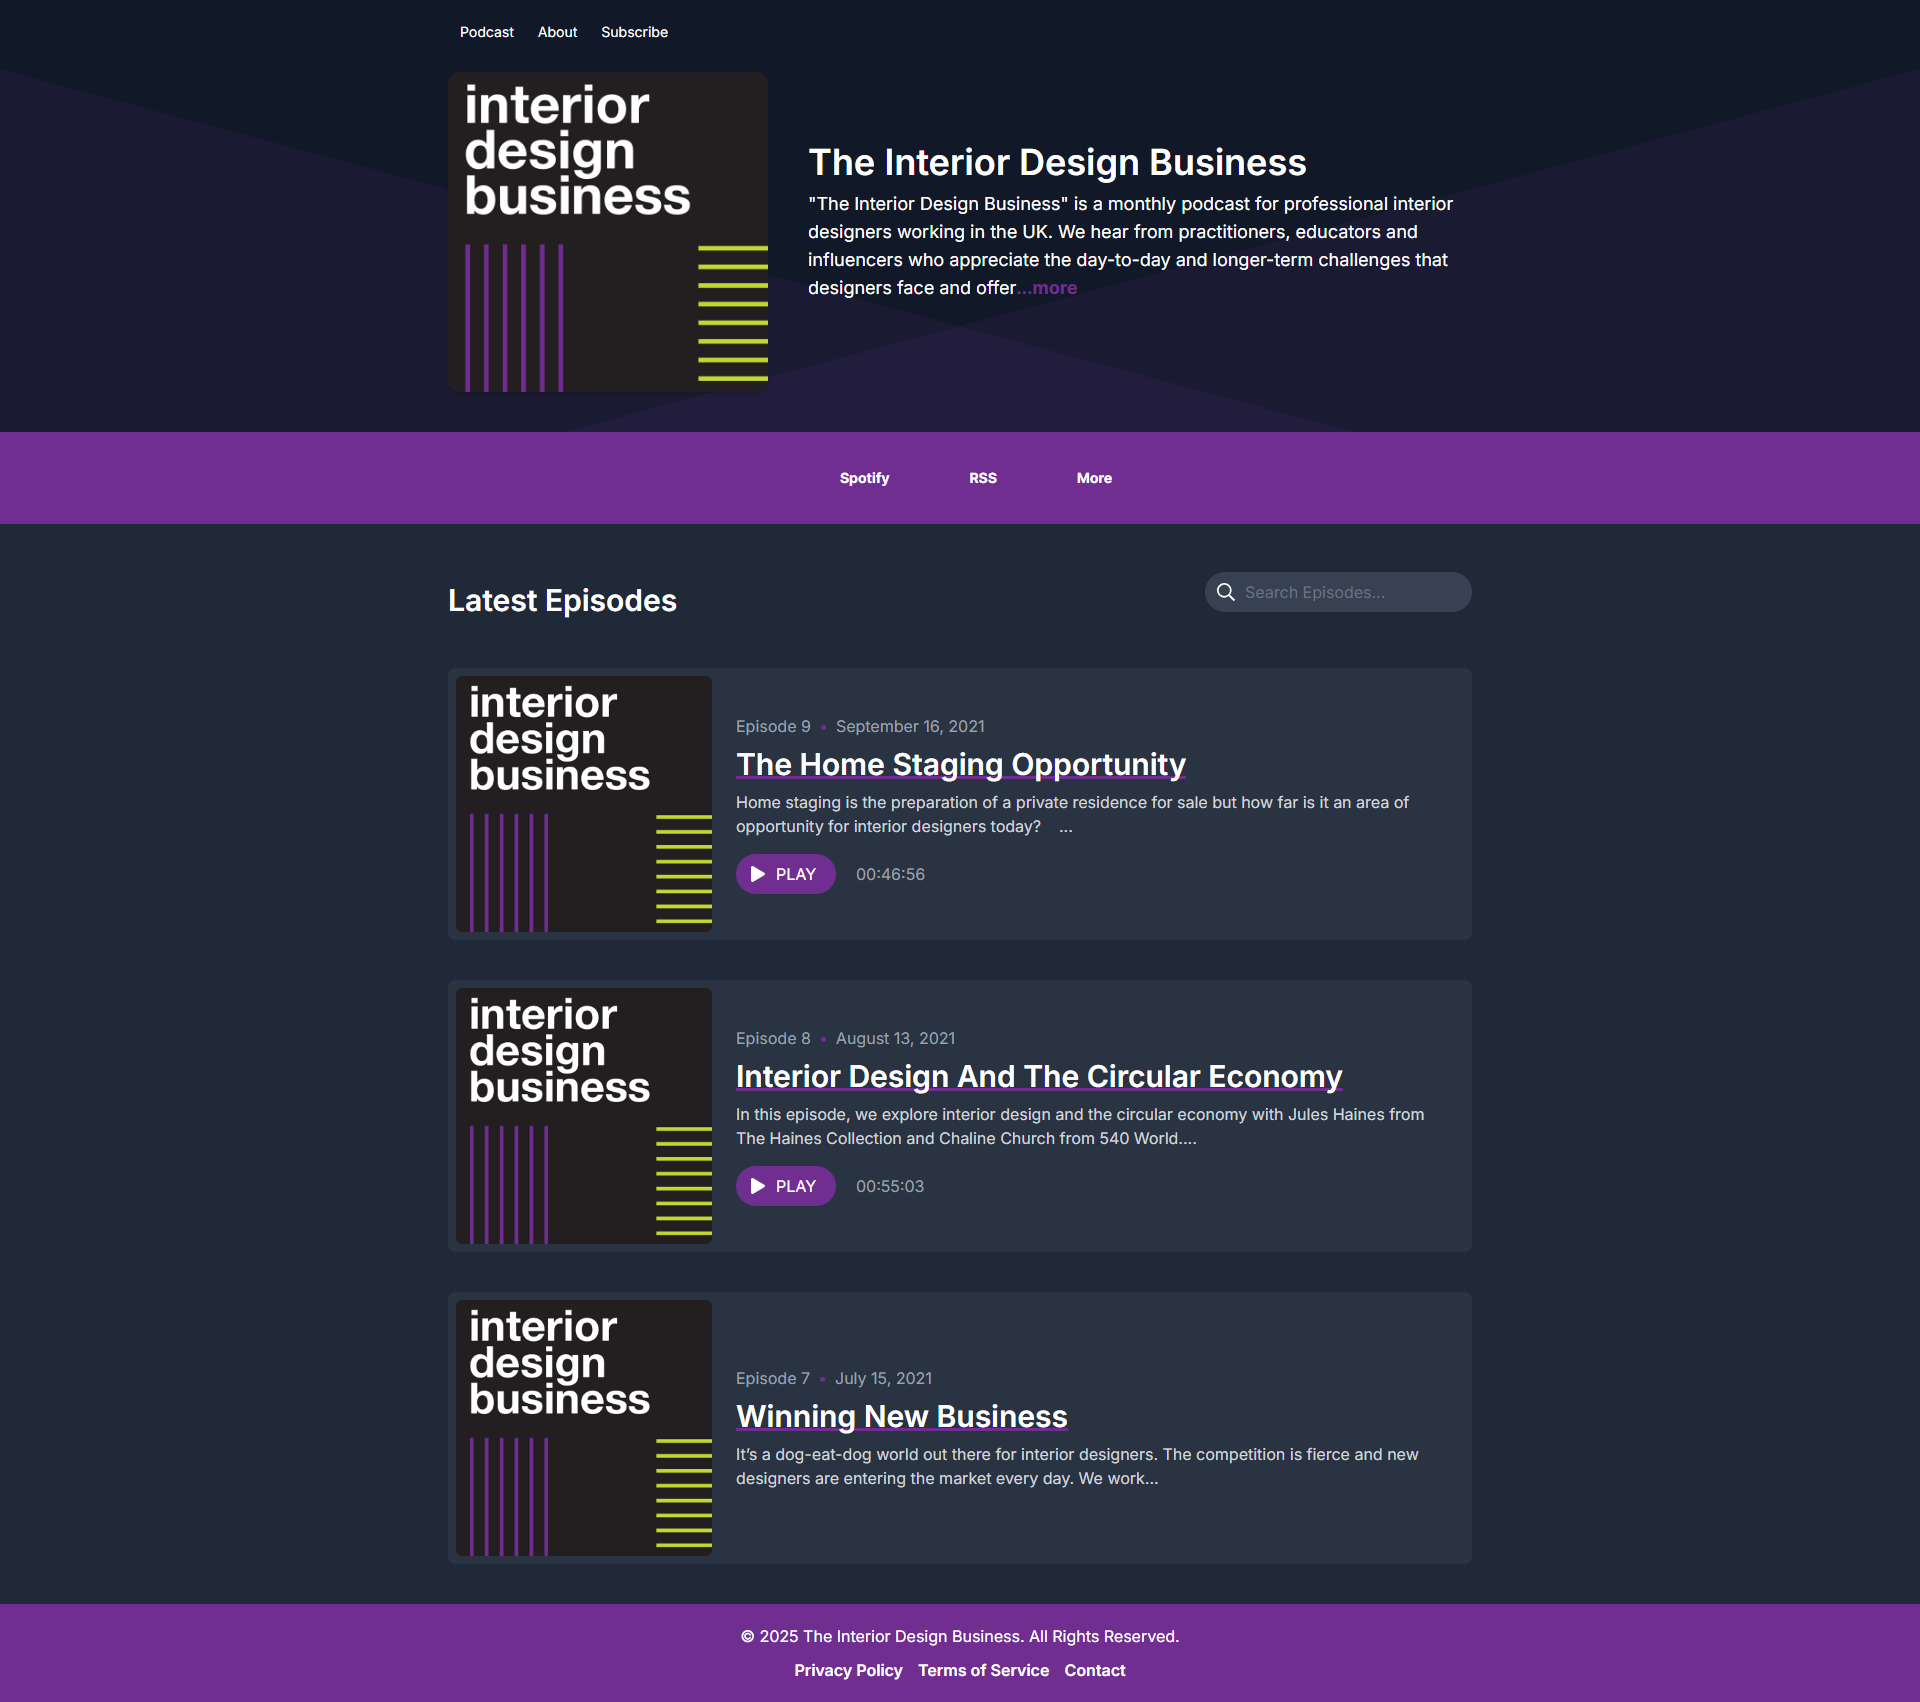 Podcast About Subscribe
interior
design
business
The Interior Design Business
"The Interior Design Business" is a monthly podcast for professional interior
designers working in the UK. We hear from practitioners, educators and
influencers who appreciate the day-to-day and longer-term challenges that
designers face and offer...more
Spotify RSS More
Latest Episodes
Search Episodes...
interior
design
business
Episode 9 • September 16, 2021
The Home Staging Opportunity
Home staging is the preparation of a private residence for sale but how far is it an area of
opportunity for interior designers today? ...
PLAY 00:46:56
interior
design
business
Episode 8 • August 13, 2021
Interior Design And The Circular Economy
In this episode, we explore interior design and the circular economy with Jules Haines from
The Haines Collection and Chaline Church from 540 World....
PLAY 00:55:03
interior
design
business
Episode 7 • July 15, 2021
Winning New Business
It’s a dog-eat-dog world out there for interior designers. The competition is fierce and new
designers are entering the market every day. We work...
© 2025 The Interior Design Business. All Rights Reserved.
Privacy Policy Terms of Service Contact